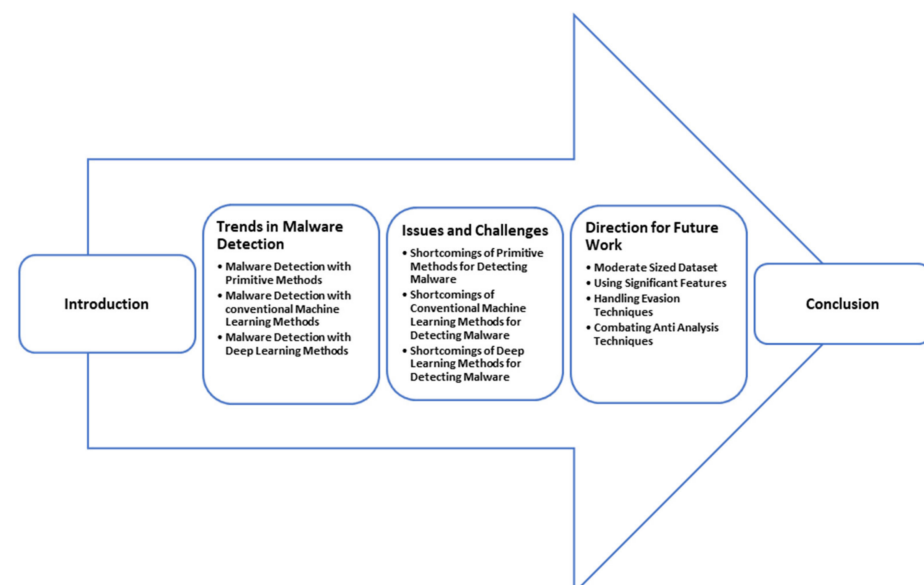 Introduction
Trends in Malware
Detection
• Malware Detection with
Primitive Methods
• Malware Detection with
conventional Machine
Learning Methods
• Malware Detection with
Deep Learning Methods
Issues and Challenges
• Shortcomings of Primitive
Methods for Detecting
Malware
• Shortcomings of
Conventional Machine
Learning Methods for
Detecting Malware
• Shortcomings of Deep
Learning Methods for
Detecting Malware
Direction for Future
Work
• Moderate Sized Dataset
• Using Significant Features
• Handling Evasion
Techniques
• Combating Anti Analysis
Techniques
Conclusion